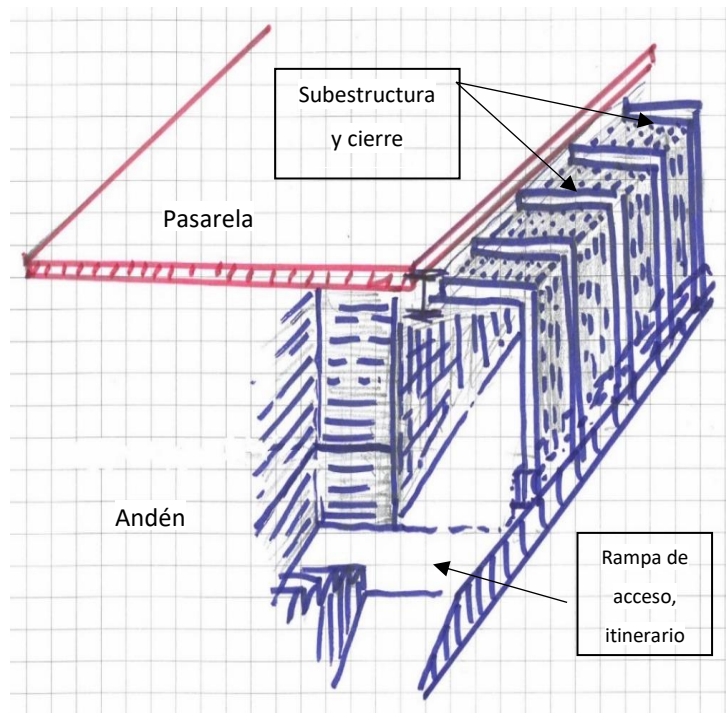 Subestructura
y cierre
Pasarela
Andén
Rampa de
acceso,
itinerario